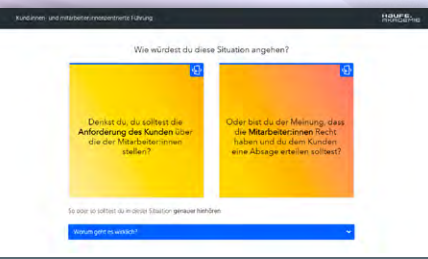 Kund:innen- und mitarbeiter:innenzentrierte Führung
HAUFE.
AKADEMIE
Wie würdest du diese Situation angehen?
Denkst du, du solltest die
Anforderung des Kunden über
die der Mitarbeiter:innen
stellen?
Oder bist du der Meinung, dass
die Mitarbeiter:innen Recht
haben und du dem Kunden
eine Absage erteilen solltest?
So oder so solltest du in dieser Situation genauer hinhören.
Worum geht es wirklich?